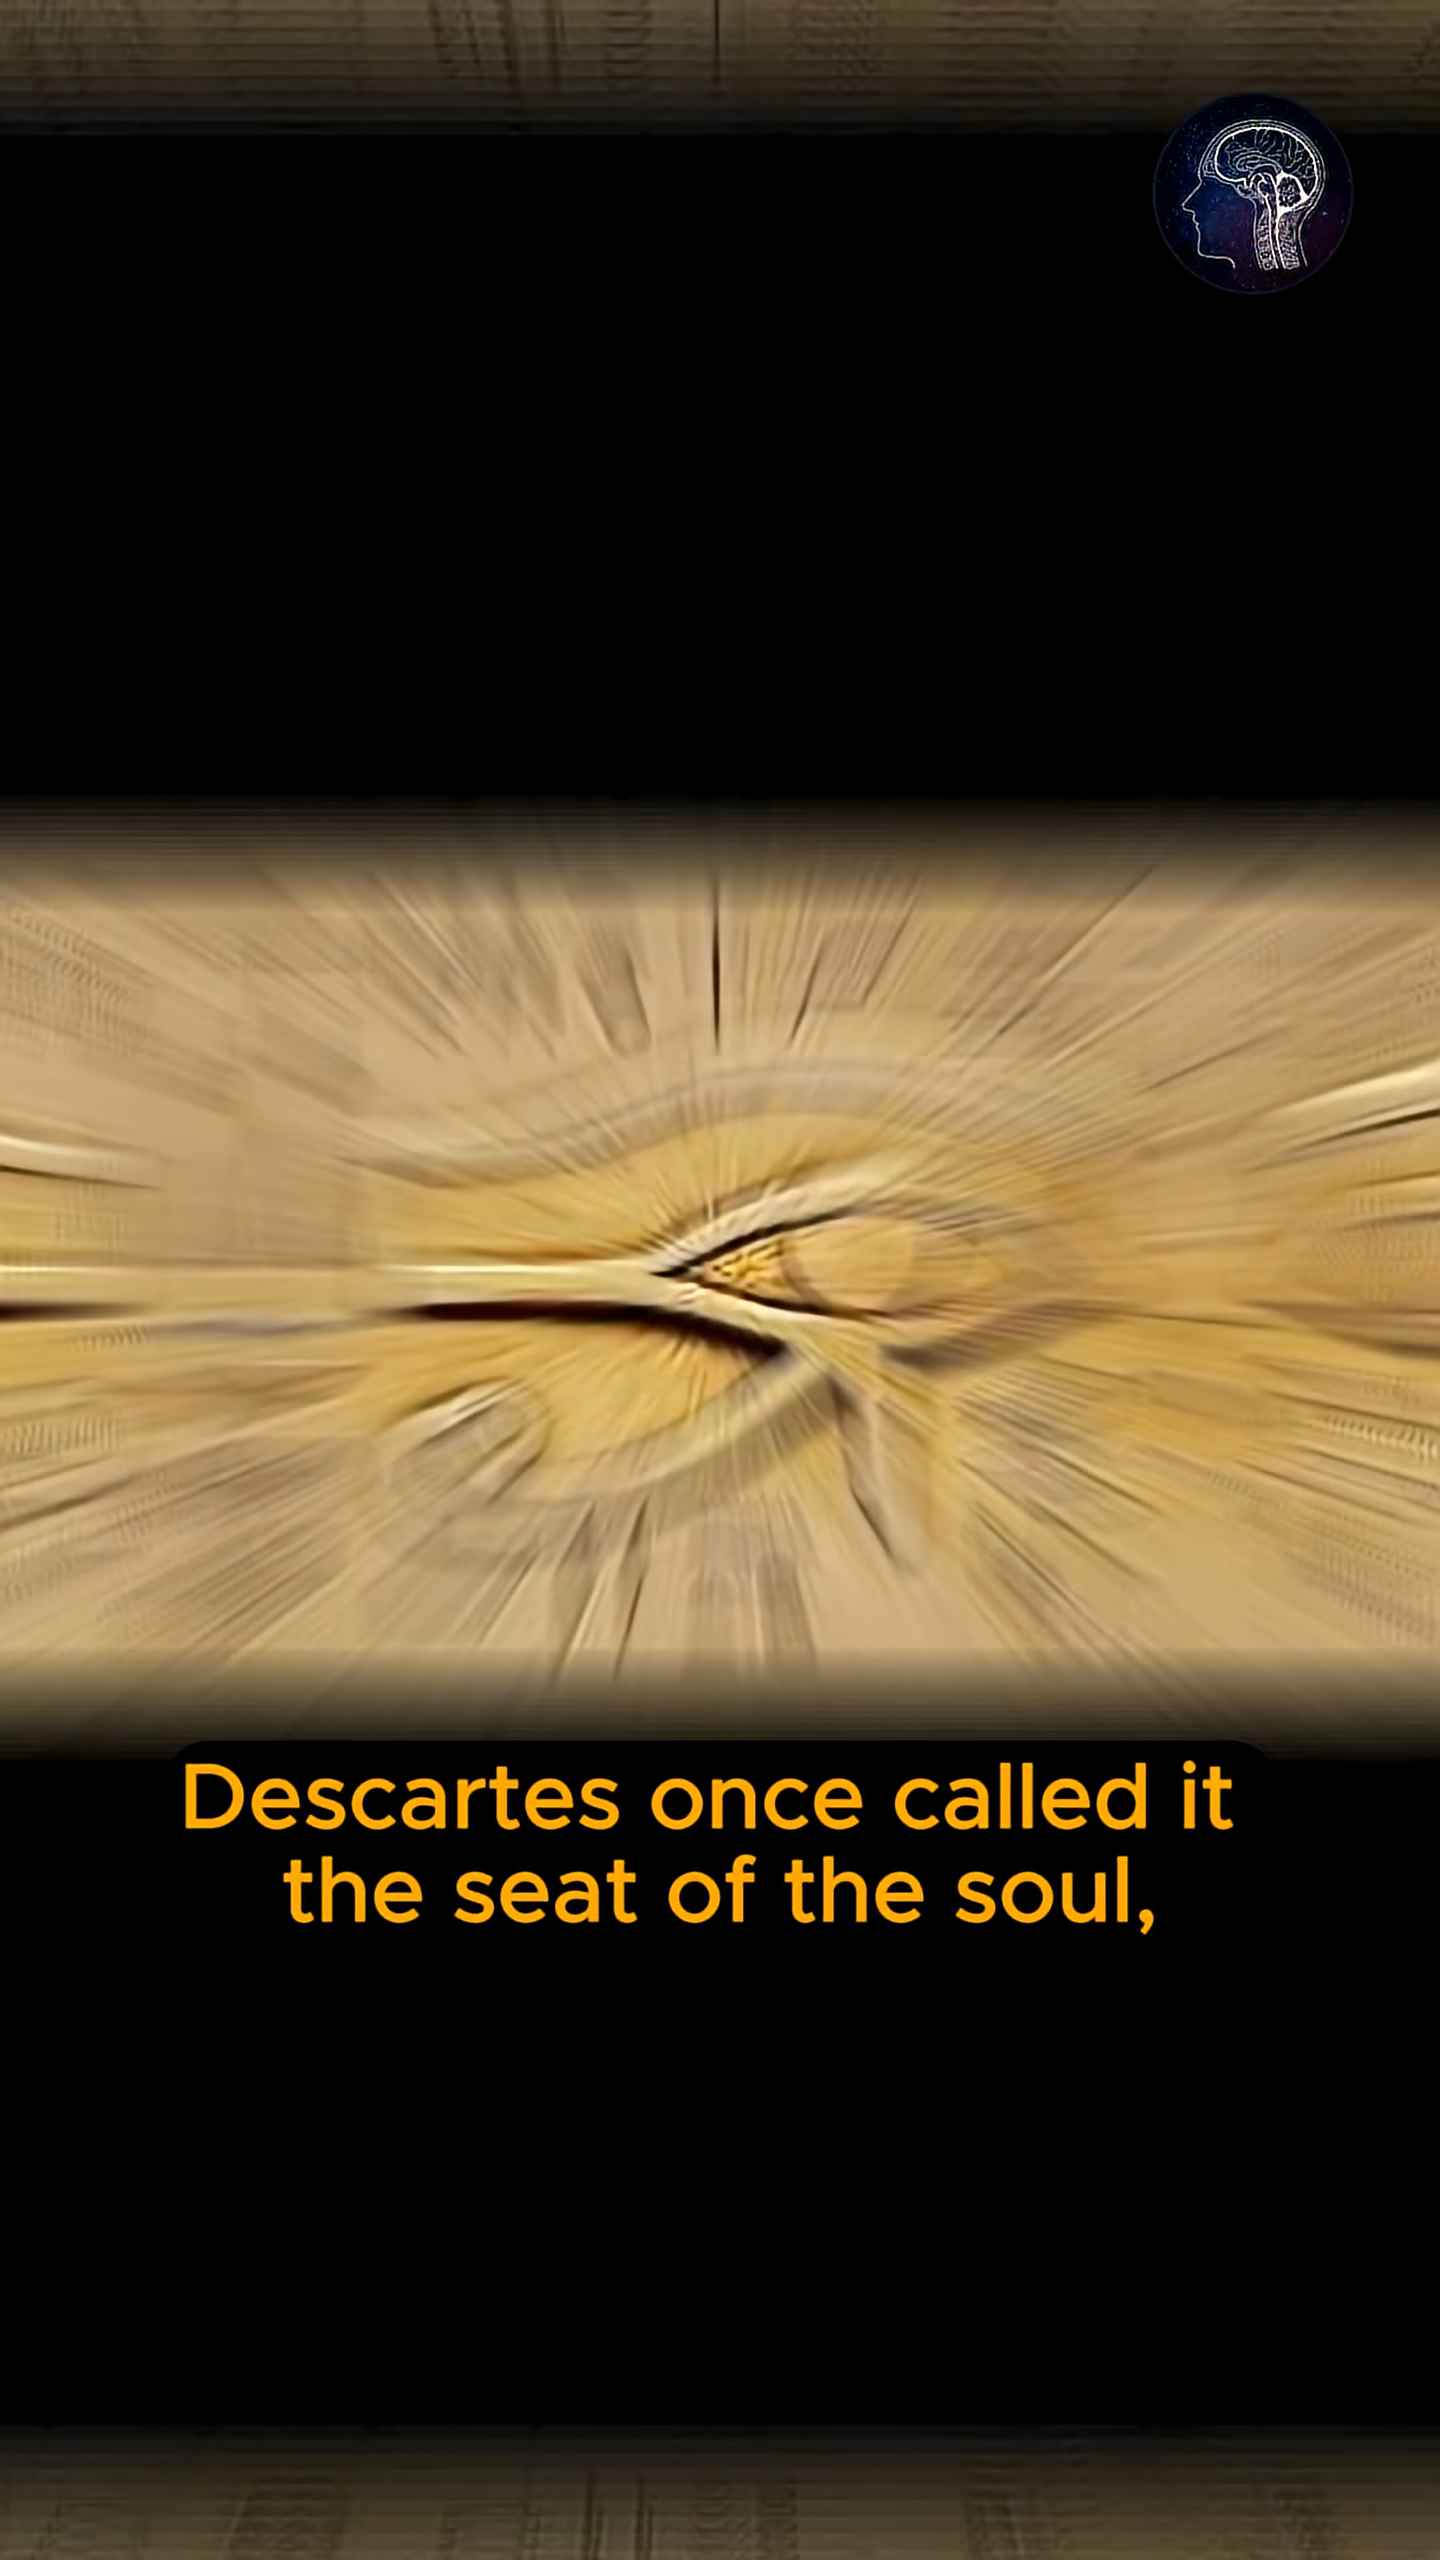 Descartes once called it
the seat of the soul,